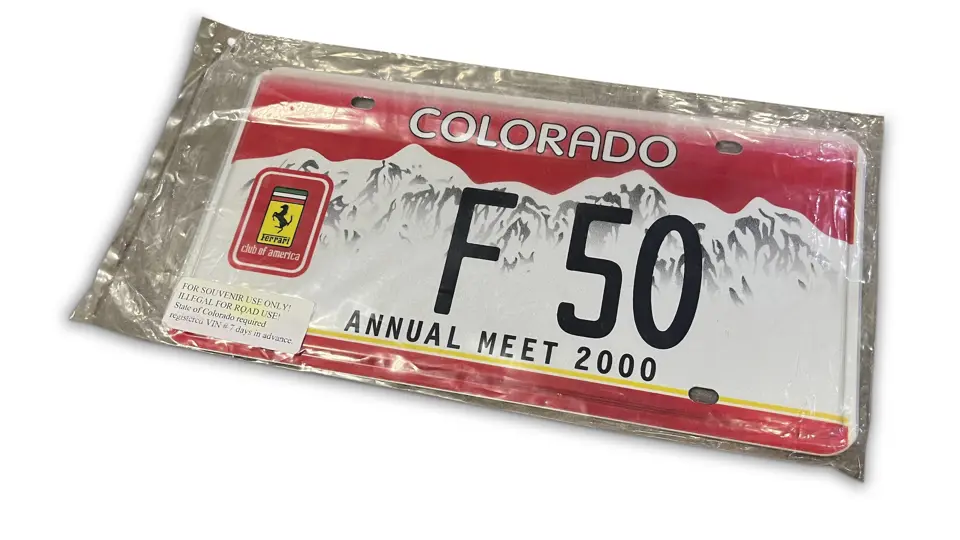 COLORADO
Ferrari
club of america
F 50
FOR SOUVENIR USE ONLY!
ILLEGAL FOR ROAD USE!
State of Colorado required
registered VIN # 7 days in advance.
ANNUAL MEET 2000